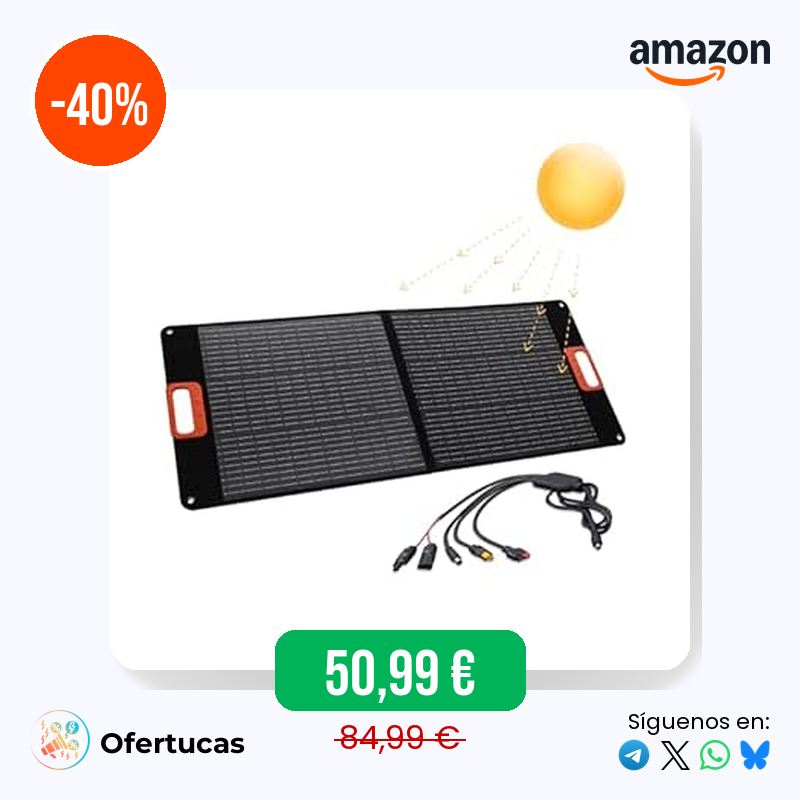 -40%
amazon
50,99 €
84,99 €
Ofertucas
Síguenos en: